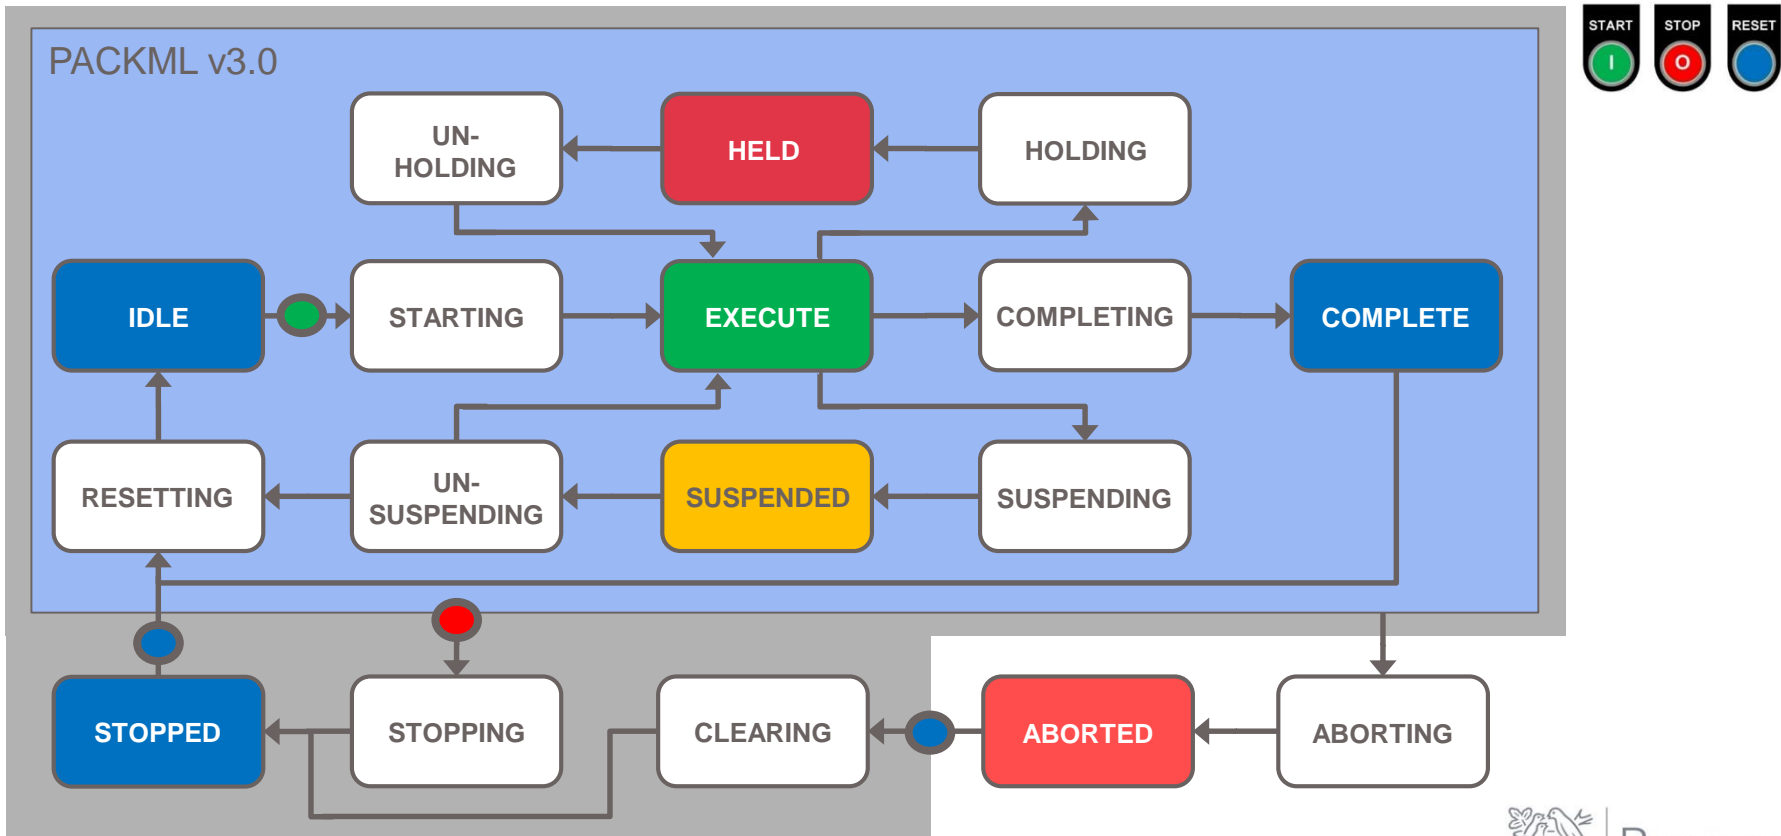 START STOP RESET
I O
PACKML v3.0
UN-
HOLDING
HELD
HOLDING
IDLE
STARTING
EXECUTE
COMPLETING
COMPLETE
RESETTING
UN-
SUSPENDING
SUSPENDED
SUSPENDING
STOPPED
STOPPING
CLEARING
ABORTED
ABORTING